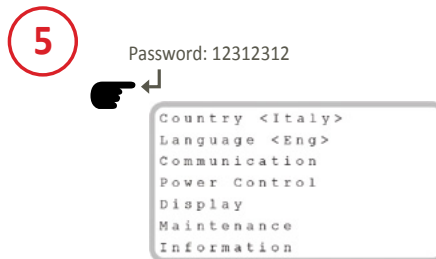 5
Password: 12312312
Country <Italy>
Language <Eng>
Communication
Power Control
Display
Maintenance
Information